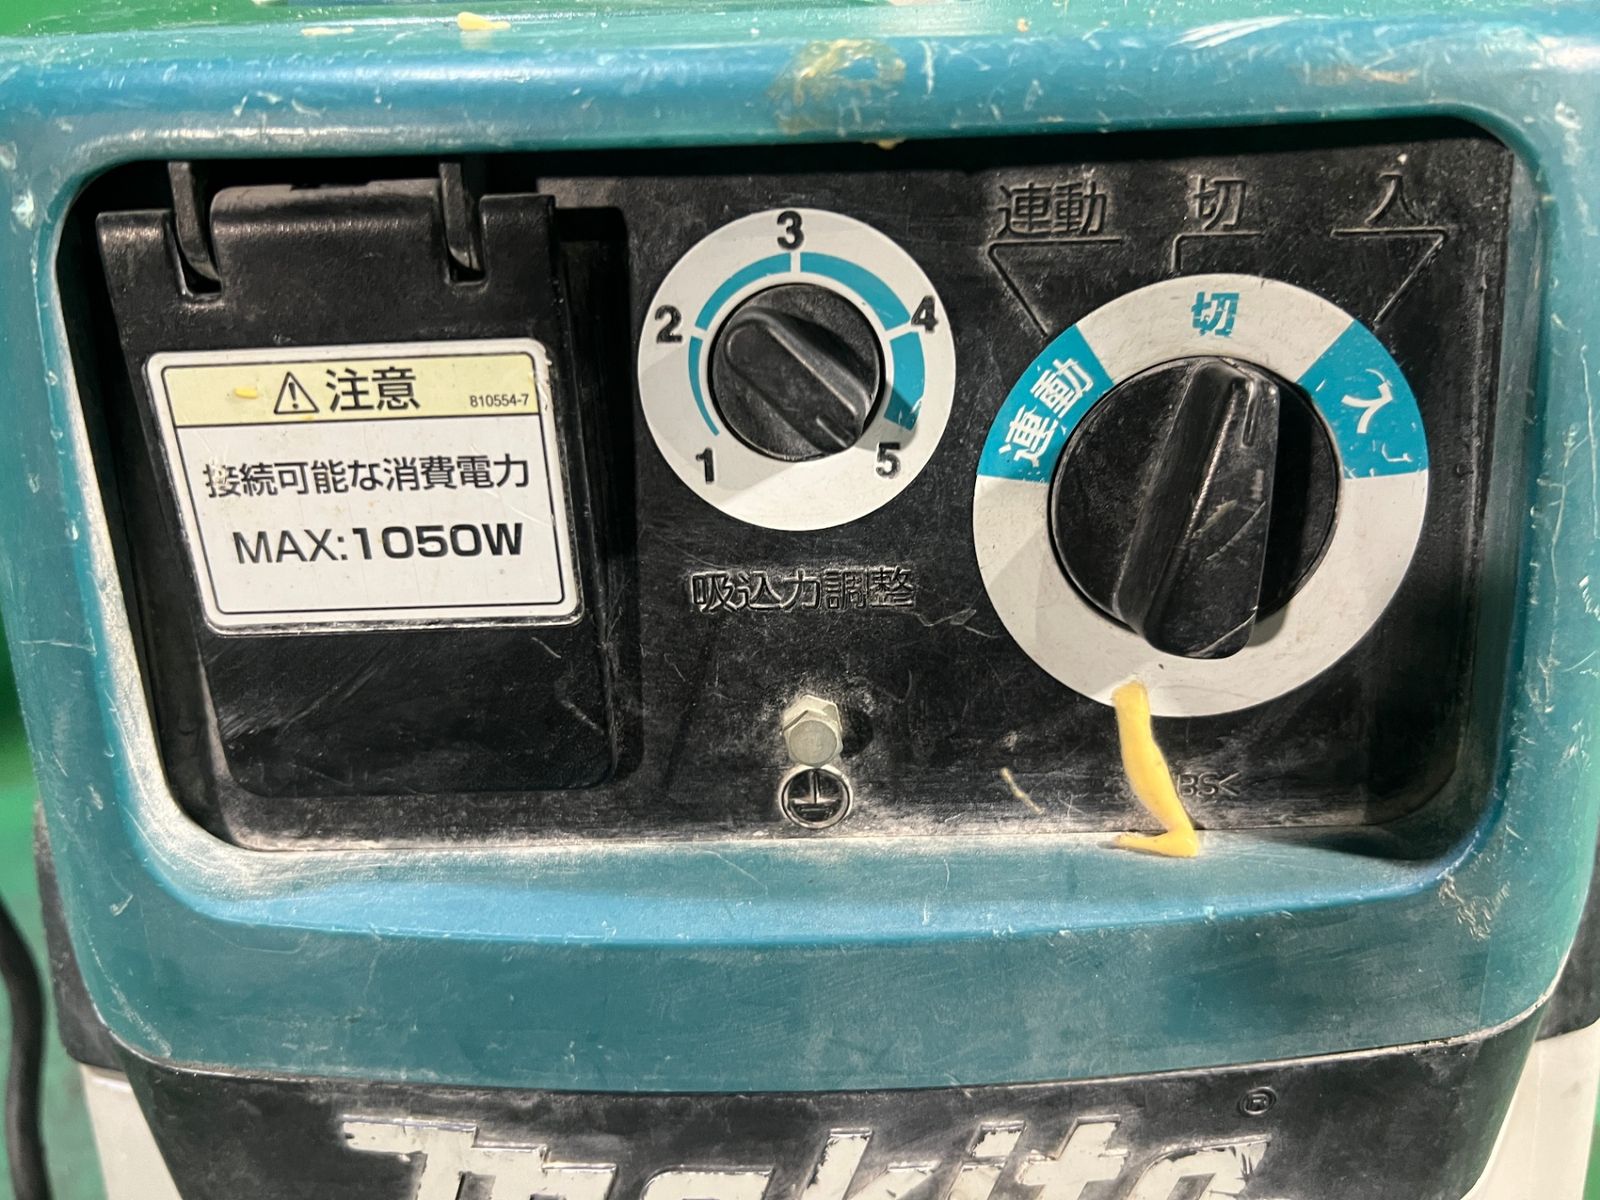 注意
810554-7
接続可能な消費電力
MAX:1050W
1
2
3
4
5
吸込力調整
連動
切
入
連動
切
入
makita
®